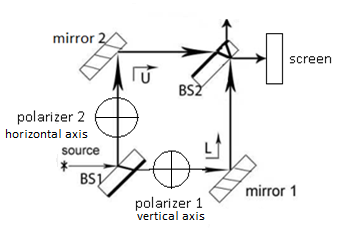 mirror 2
screen
U
BS2
polarizer 2
horizontal axis
source
L
BS1
mirror 1
polarizer 1
vertical axis